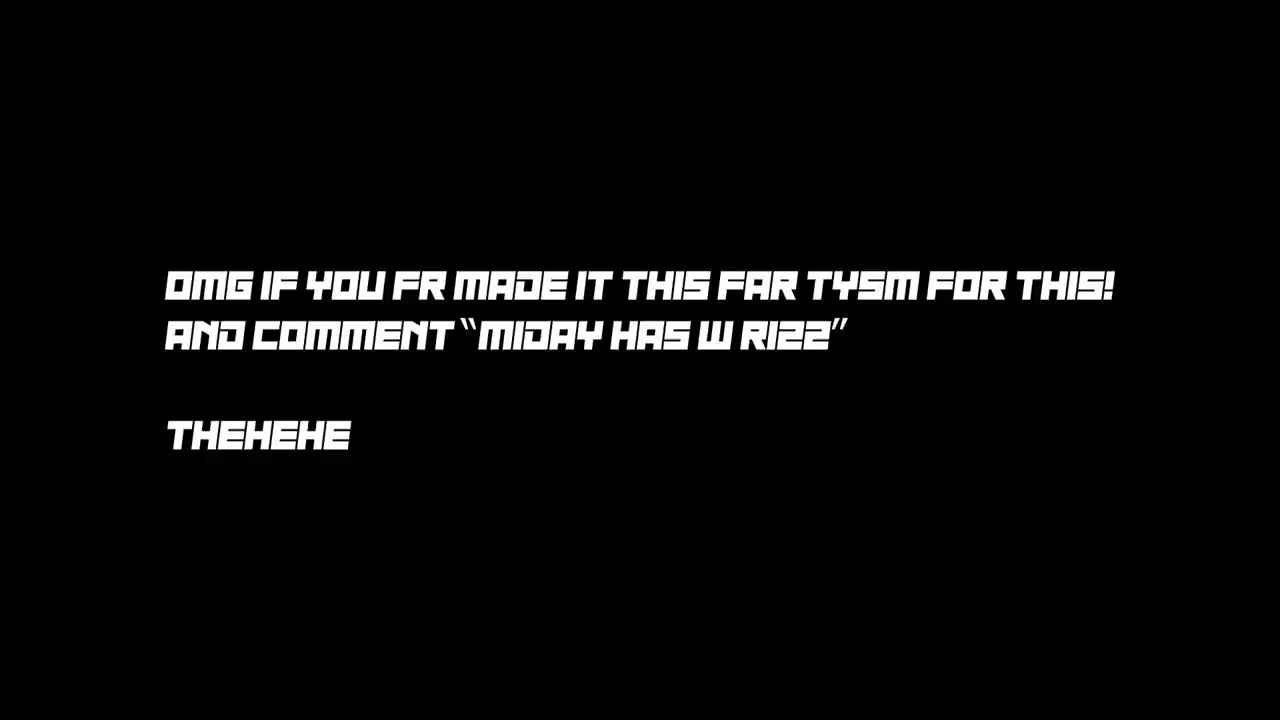 OMG IF YOU FR MADE IT THIS FAR TYSM FOR THIS!
AND COMMENT “MIDAY HAS W RIZZ”
THEHEHE